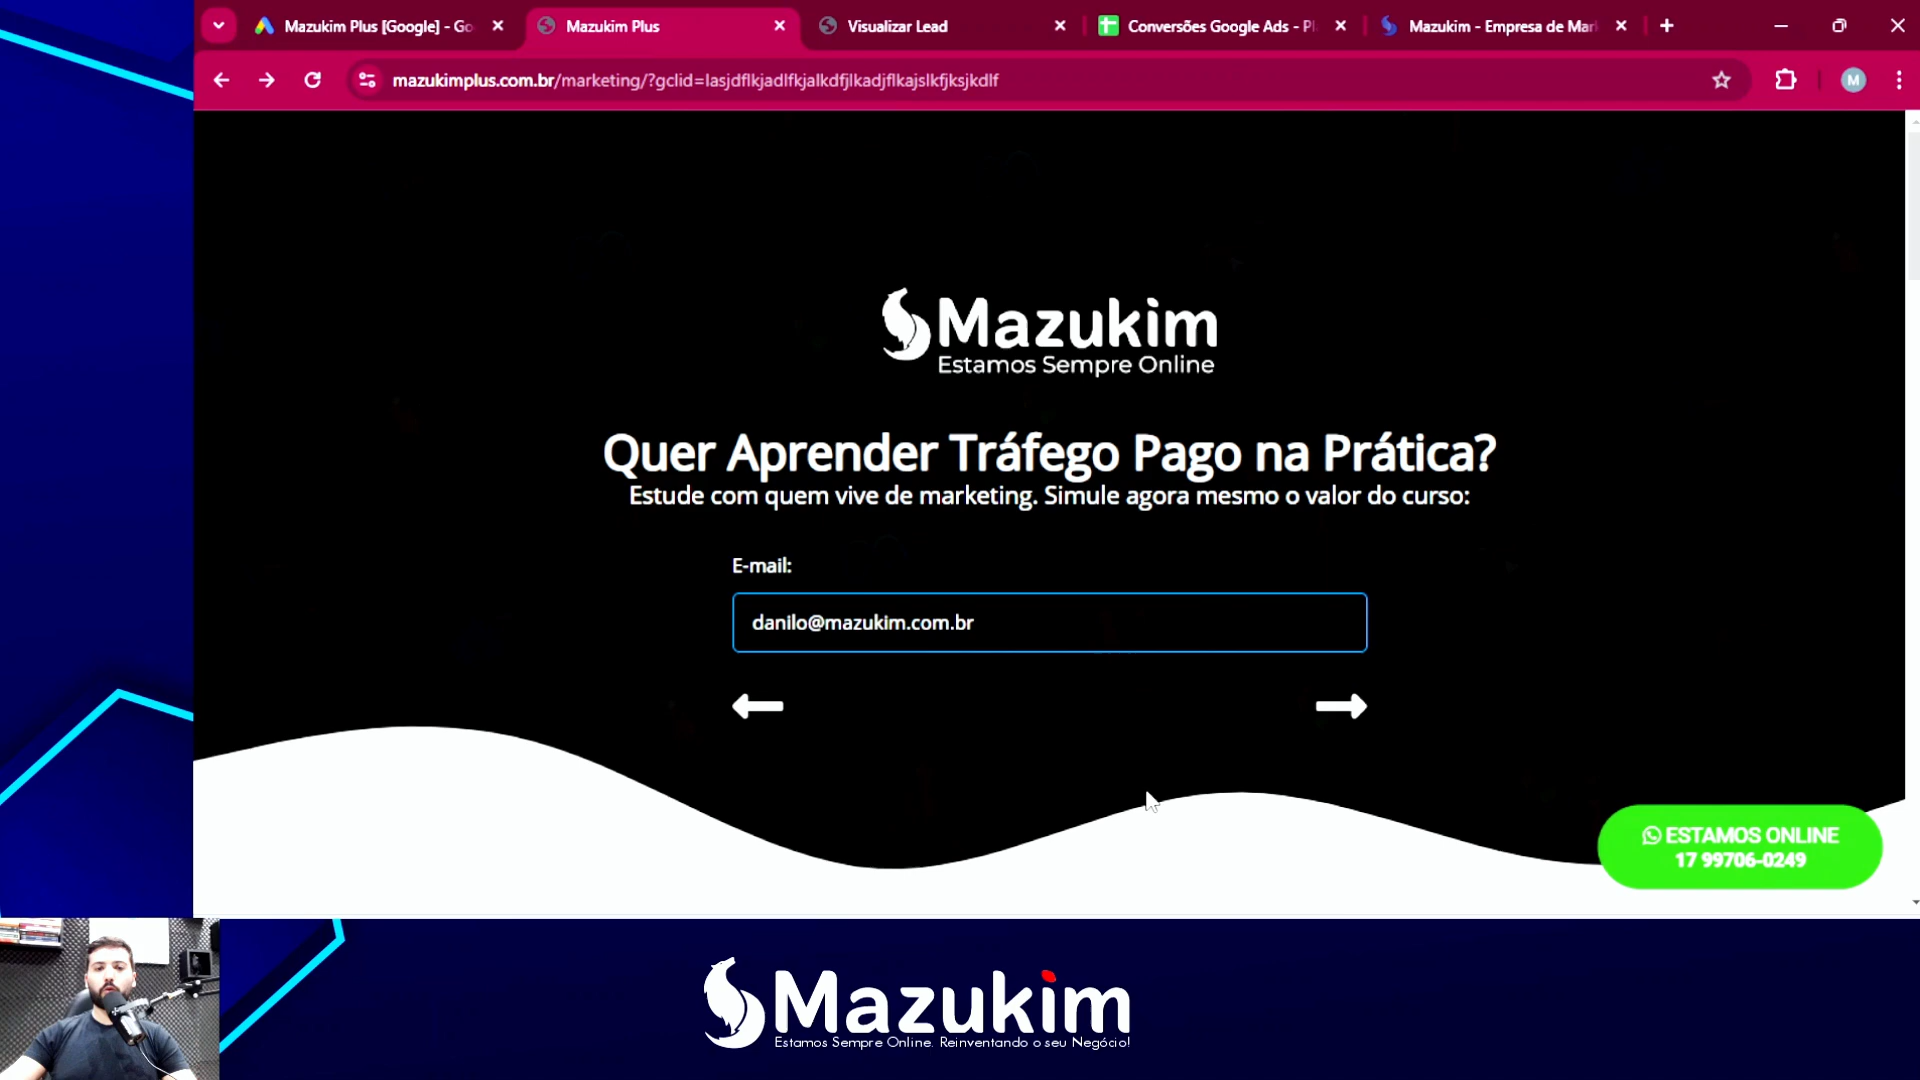 Mazukim Plus [Google] - Go
Mazukim Plus
Visualizar Lead
Conversões Google Ads - Pl
Mazukim - Empresa de Mar
mazukimplus.com.br/marketing/?gclid=lasjdflkjadlfkjalkdfjlkadjflkajslkfjksjkdlf
M
Mazukim
Estamos Sempre Online
Quer Aprender Tráfego Pago na Prática?
Estude com quem vive de marketing. Simule agora mesmo o valor do curso:
E-mail:
danilo@mazukim.com.br
ESTAMOS ONLINE
17 99706-0249
Mazukim
Estamos Sempre Online. Reinventando o seu Negócio!